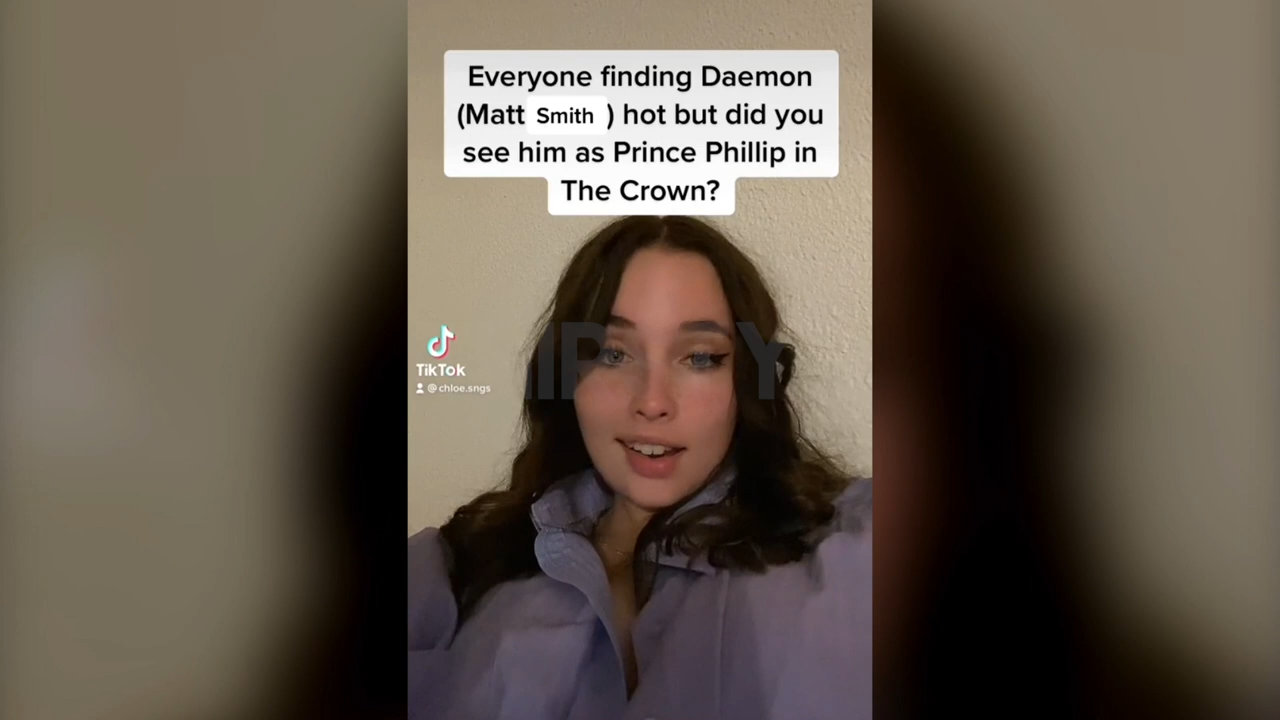 Everyone finding Daemon
(Matt Smith ) hot but did you
see him as Prince Phillip in
The Crown?
TikTok
@chloe.sngs